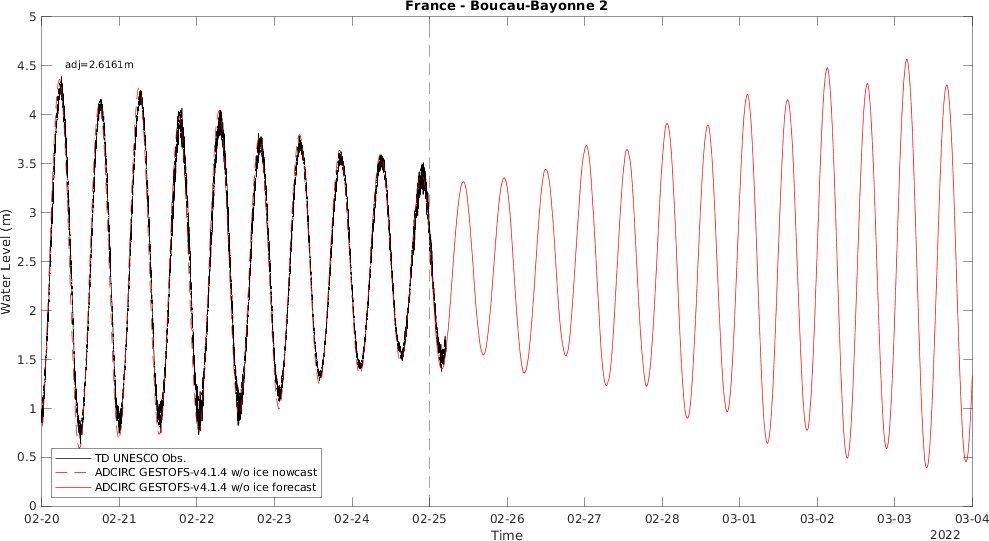 France - Boucau-Bayonne 2
adj=2.6161m
Water Level (m)
5
4.5
4
3.5
3
2.5
2
1.5
1
0.5
0
TD UNESCO Obs.
ADCIRC GESTOFS-v4.1.4 w/o ice nowcast
ADCIRC GESTOFS-v4.1.4 w/o ice forecast
02-20 02-21 02-22 02-23 02-24 02-25 02-26 02-27 02-28 03-01 03-02 03-03 03-04
Time
2022